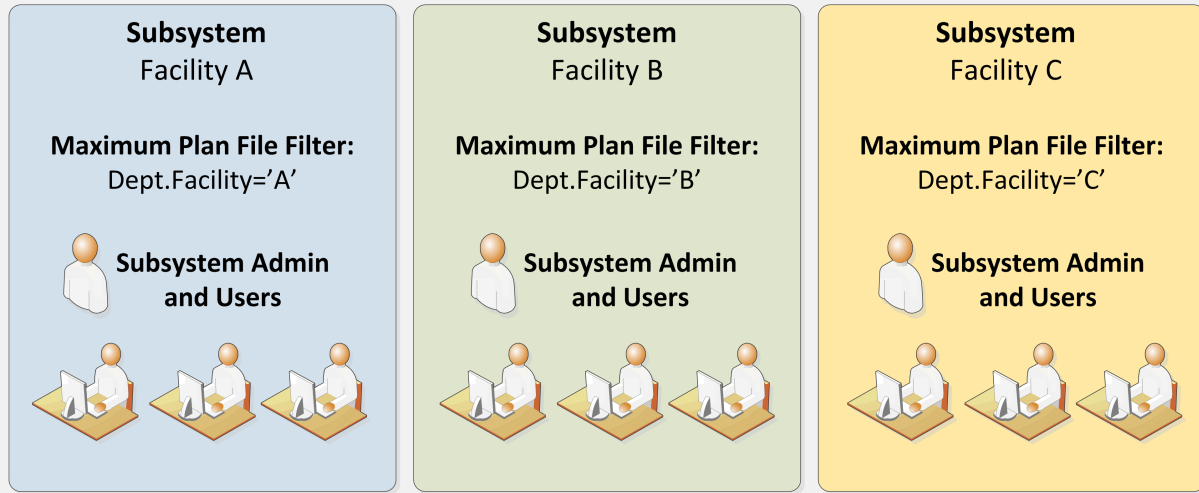 Subsystem
Facility A
Maximum Plan File Filter:
Dept.Facility=’A’
Subsystem Admin
and Users
Subsystem
Facility B
Maximum Plan File Filter:
Dept.Facility=’B’
Subsystem Admin
and Users
Subsystem
Facility C
Maximum Plan File Filter:
Dept.Facility=’C’
Subsystem Admin
and Users